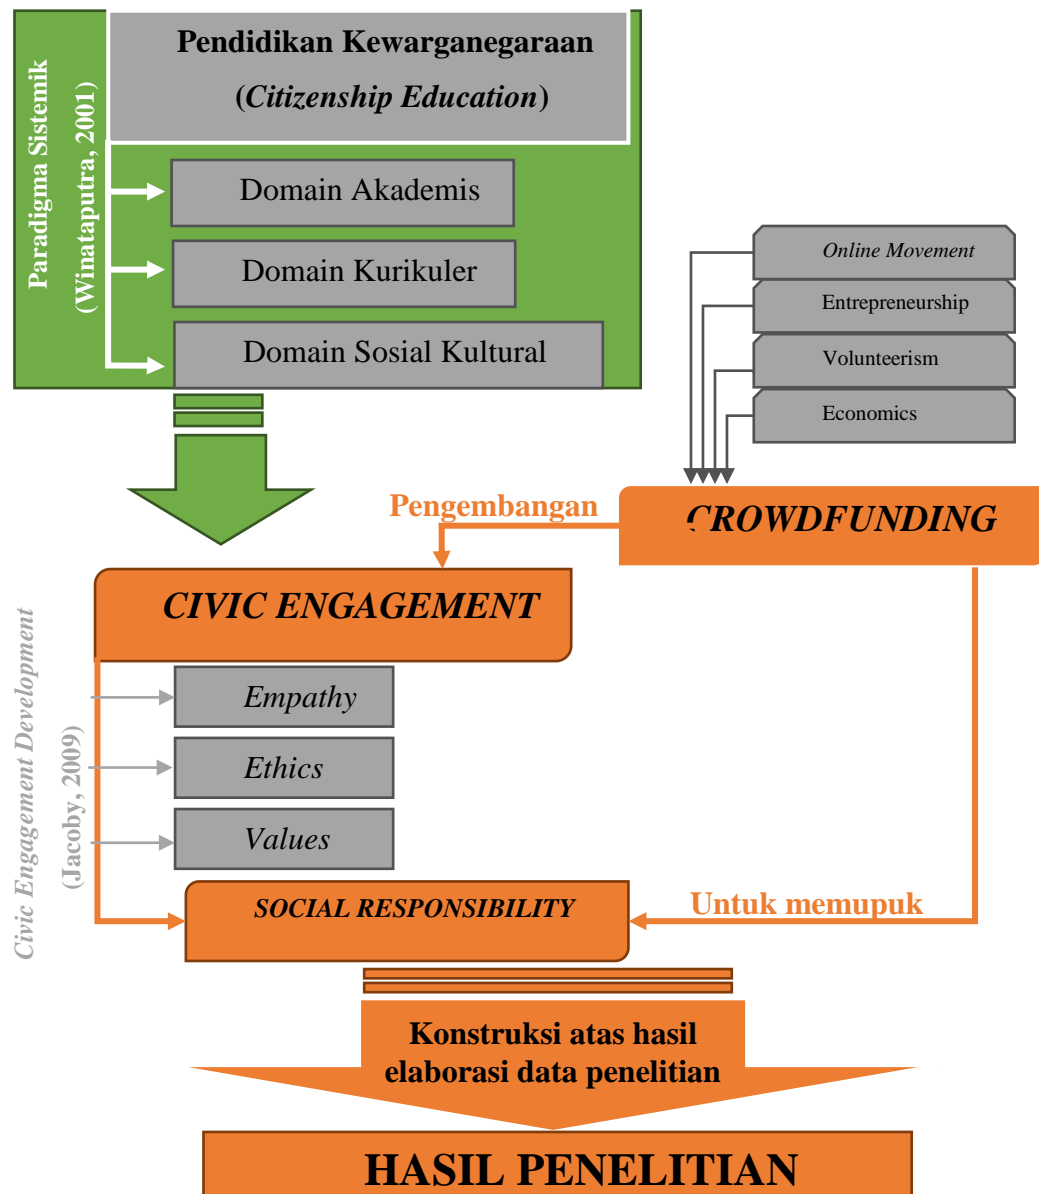 Pendidikan Kewarganegaraan
(Citizenship Education)
Paradigma Sistemik
(Winataputra, 2001)
Domain Akademis
Domain Kurikuler
Domain Sosial Kultural
Online Movement
Entrepreneurship
Volunteerism
Economics
Pengembangan
CROWDFUNDING
CIVIC ENGAGEMENT
Civic Engagement Development
(Jacoby, 2009)
Empathy
Ethics
Values
SOCIAL RESPONSIBILITY
Untuk memupuk
Konstruksi atas hasil
elaborasi data penelitian
HASIL PENELITIAN